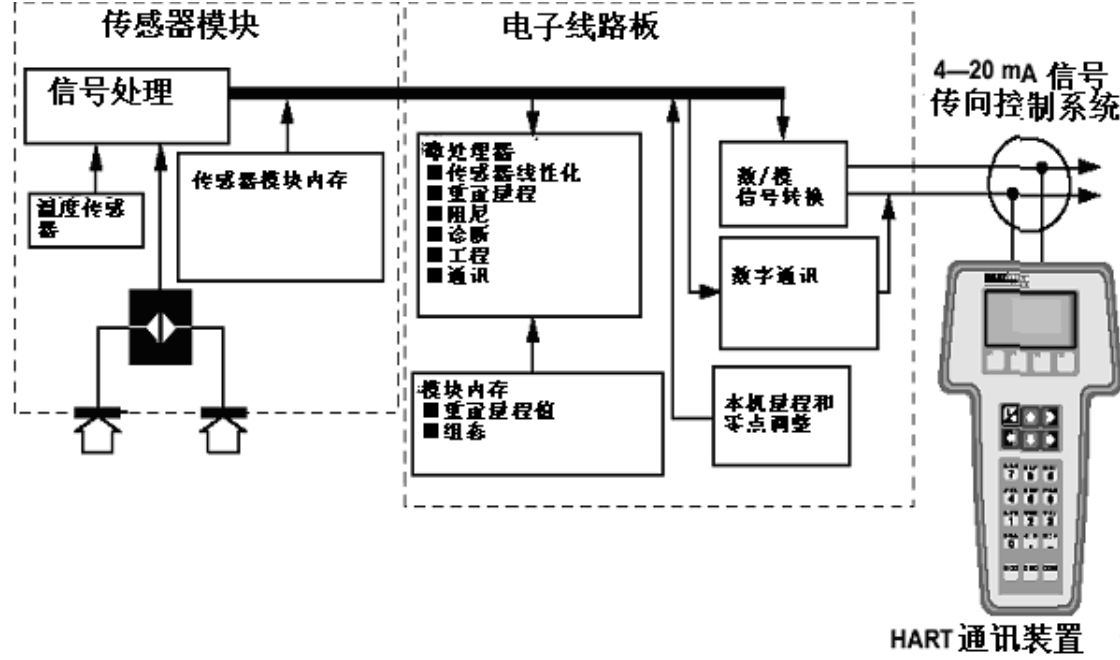 传感器模块
电子线路板
信号处理
4—20 mA 信号
传向控制系统
传感器模块内存
温度传感
器
微处理器
■传感器线性化
■重置量程
■阻尼
■诊断
■工程
■通讯
数/模
信号转换
数字通讯
模块内存
■重置量程值
■组态
本机量程和
零点调整
HART 通讯装置